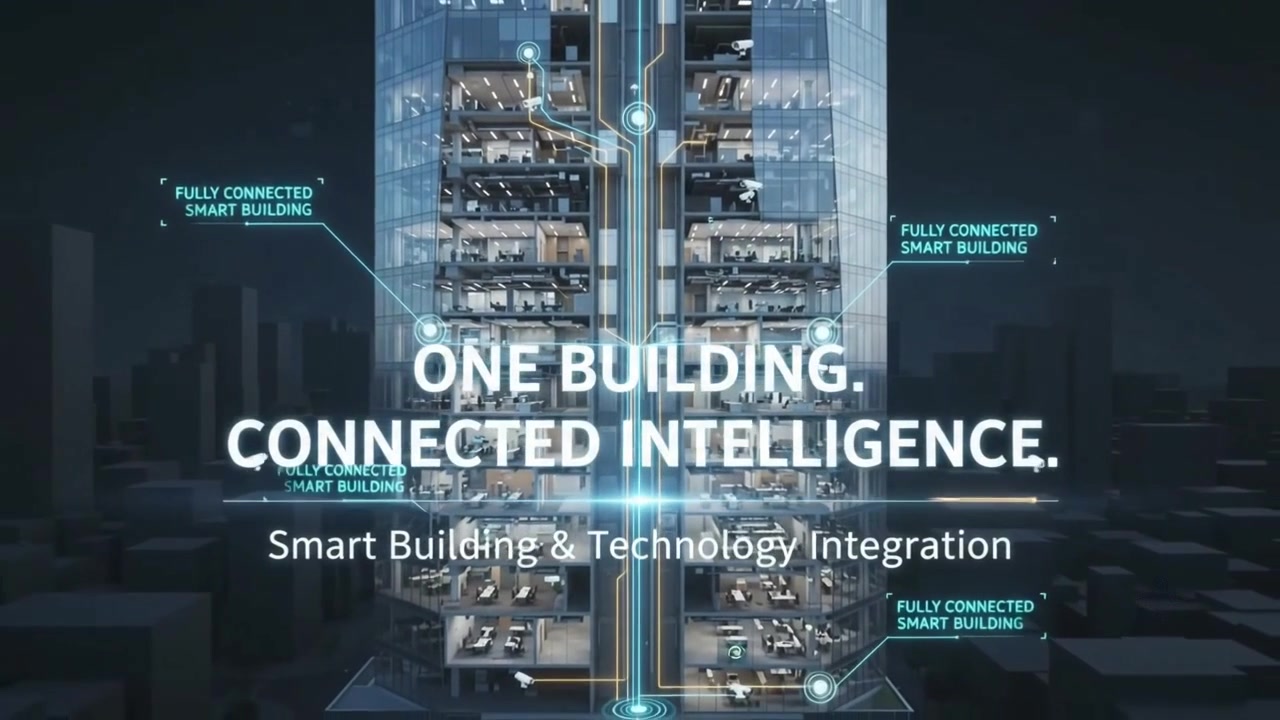 FULLY CONNECTED
SMART BUILDING
FULLY CONNECTED
SMART BUILDING
ONE BUILDING.
CONNECTED INTELLIGENCE.
FULLY CONNECTED
SMART BUILDING
Smart Building & Technology Integration
FULLY CONNECTED
SMART BUILDING